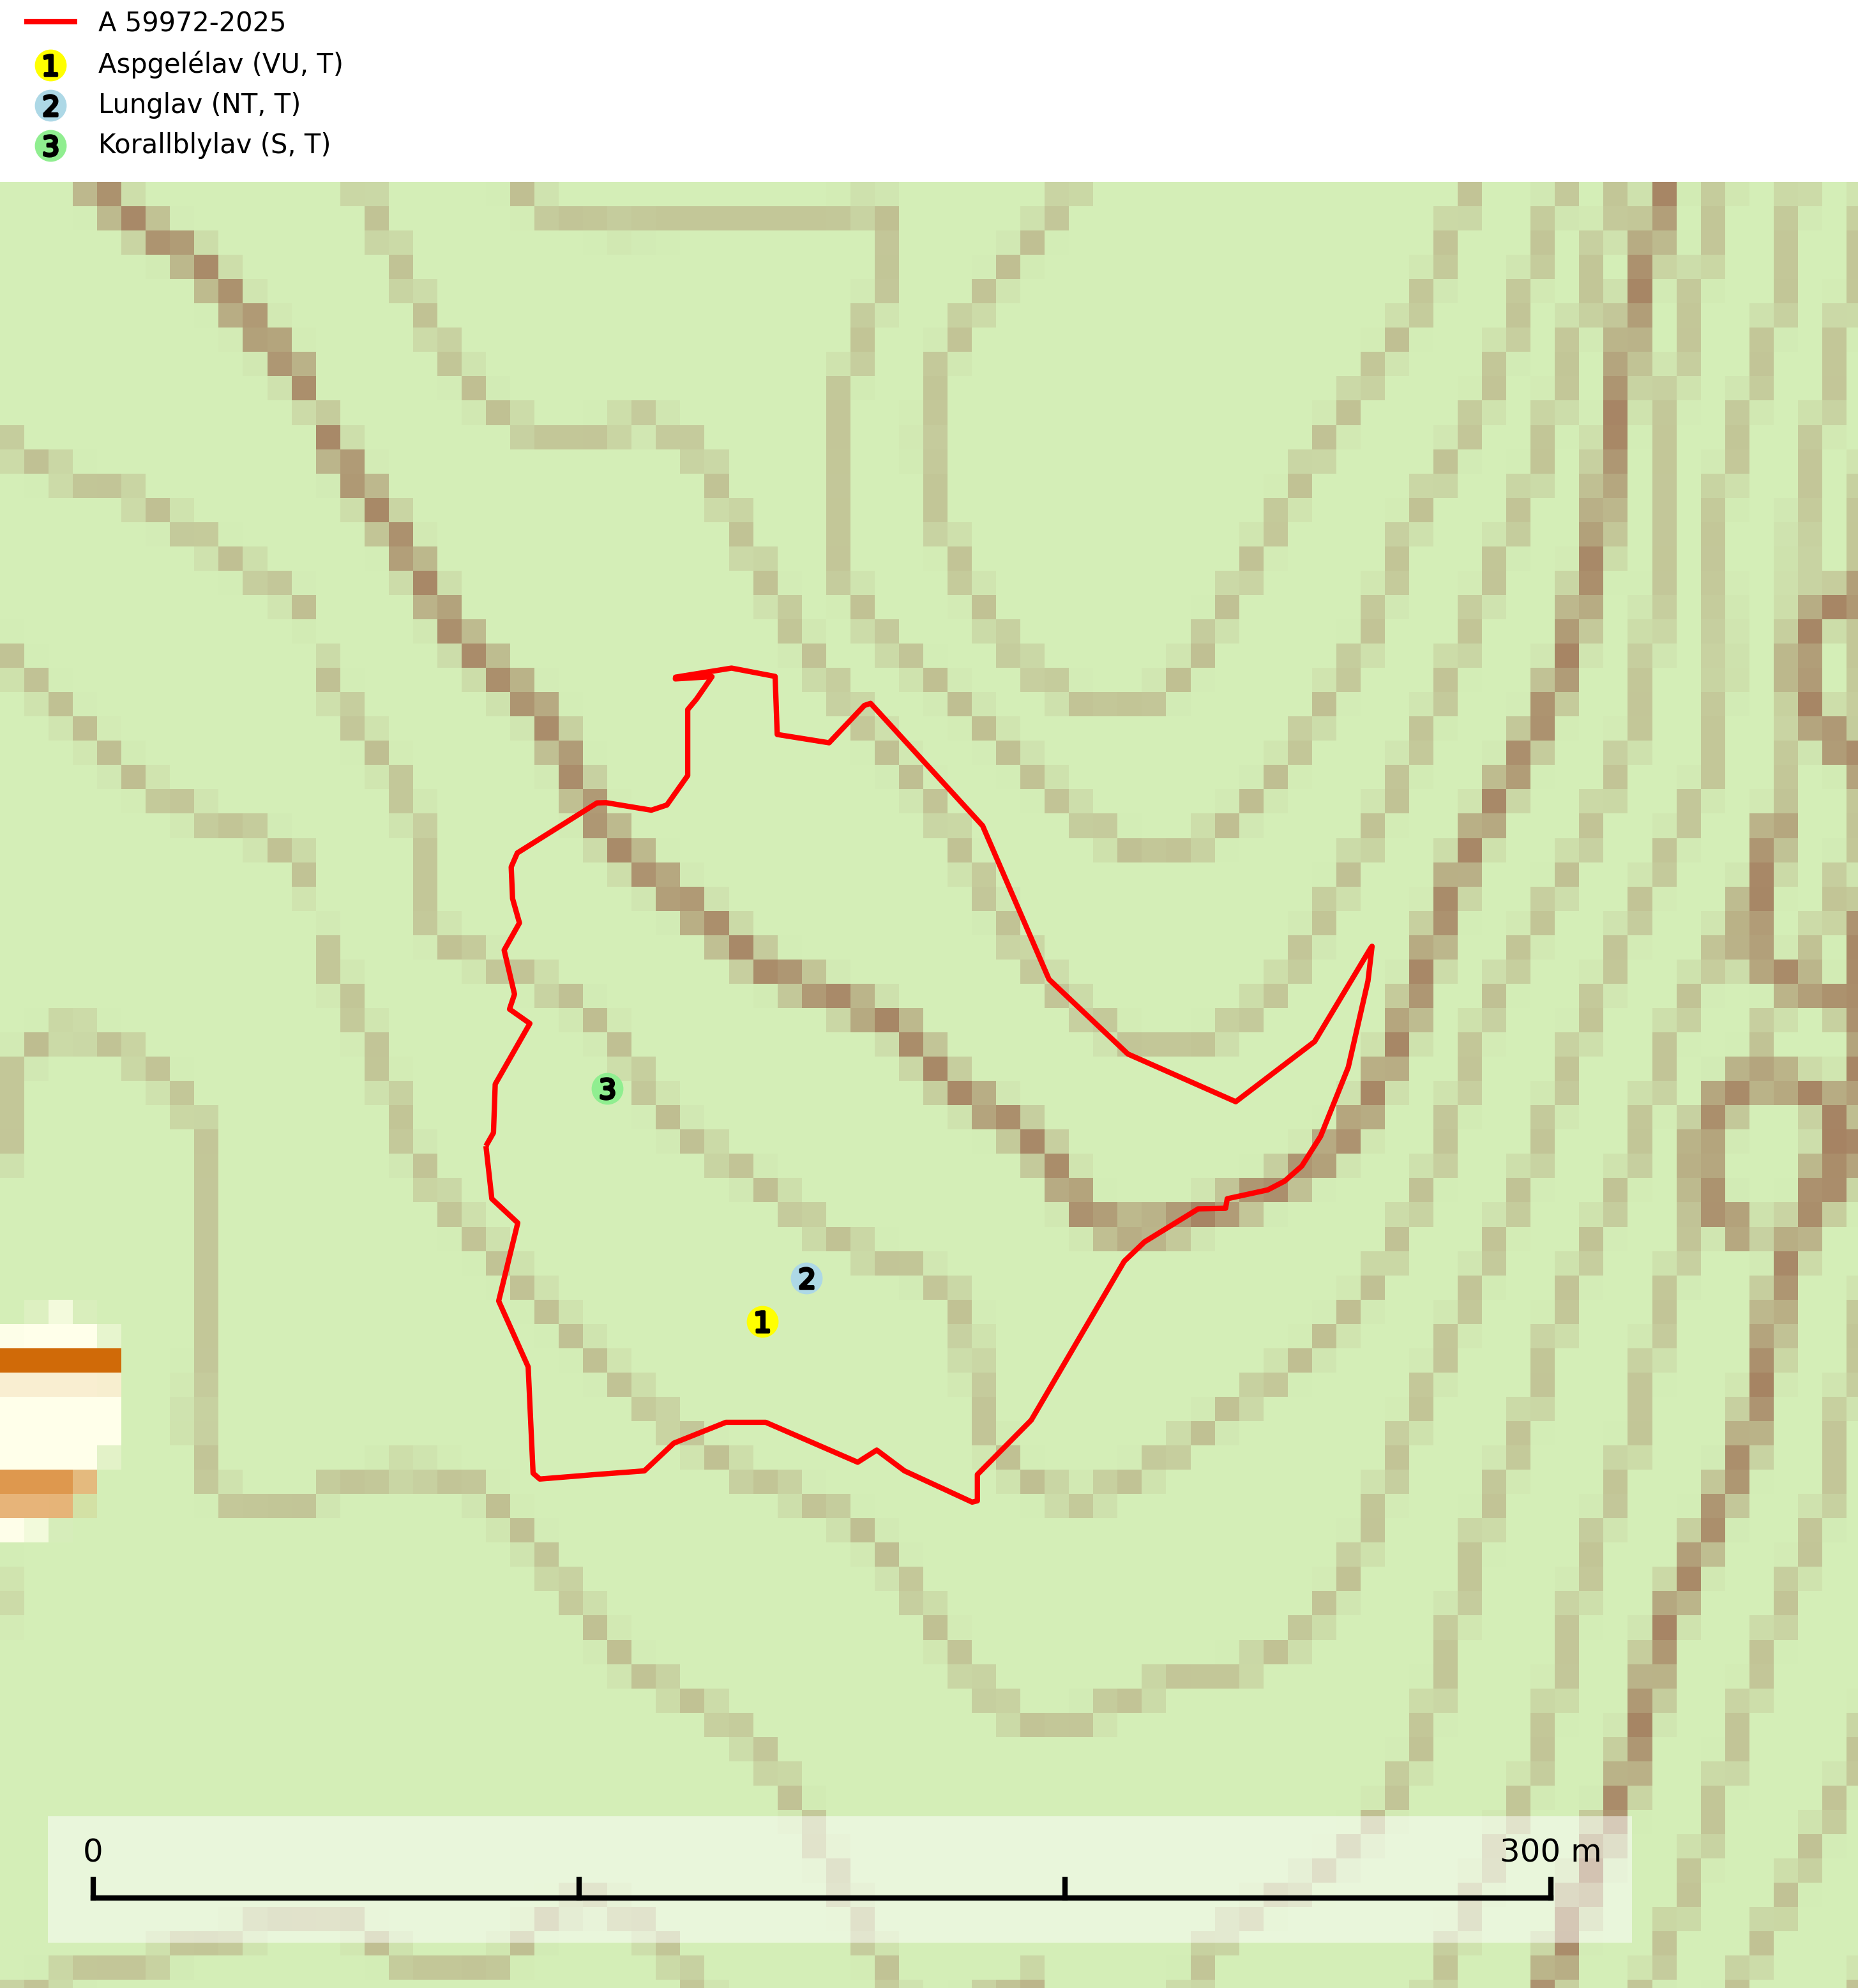 A 59972-2025
1 Aspgelélav (VU, T)
2 Lunglav (NT, T)
3 Korallblylav (S, T)
3
2
1
0 300 m